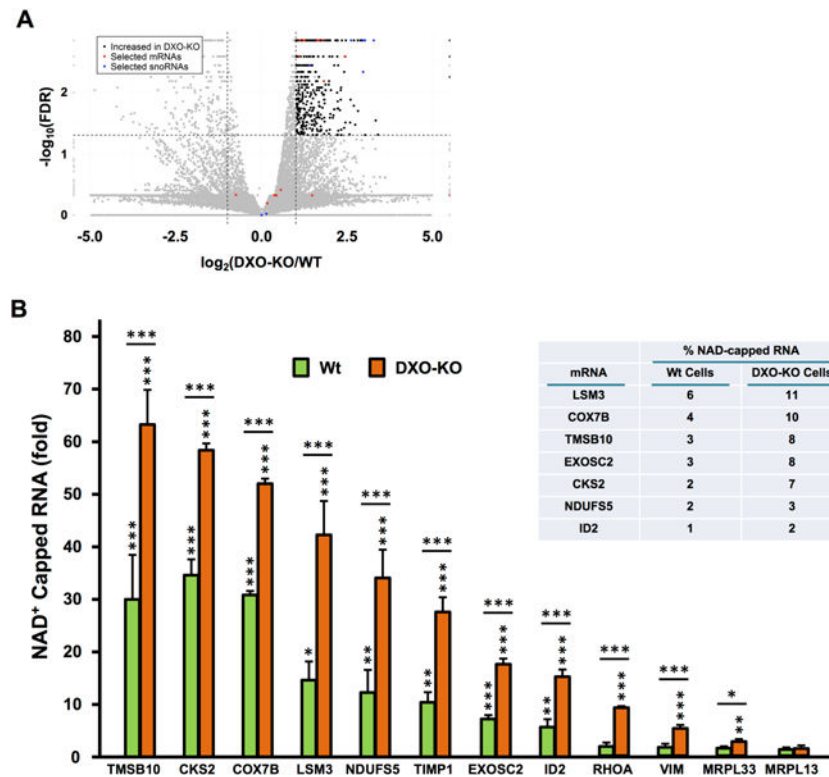 A
Increased in DXO-KO
Selected mRNAs
Selected snoRNAs
-log10(FDR)
2
1
0
-5.0 -2.5 0.0 2.5 5.0
log2(DXO-KO/WT
B
NAD+ Capped RNA (fold)
80
70
60
50
40
30
20
10
0
Wt DXO-KO
*** *** *** *** *** *** *** *** *** *** *
*** *** *** *** *** *** * *** ** *** ** *** *** *** ** *** *** *** **
TMSB10 CKS2 COX7B LSM3 NDUFS5 TIMP1 EXOSC2 ID2 RHOA VIM MRPL33 MRPL13
% NAD-capped RNA
mRNA Wt Cells DXO-KO Cells
LSM3 6 11
COX7B 4 10
TMSB10 3 8
EXOSC2 3 8
CKS2 2 7
NDUFS5 2 3
ID2 1 2